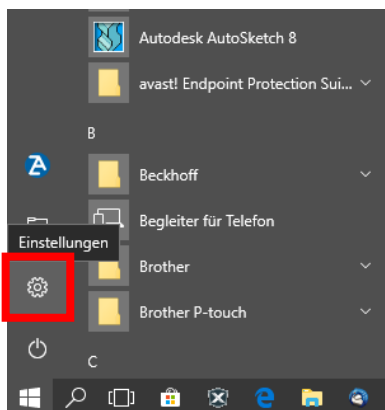 Autodesk AutoSketch 8
avast! Endpoint Protection Sui...
B
Beckhoff
Begleiter für Telefon
Einstellungen
Brother
Brother P-touch
C